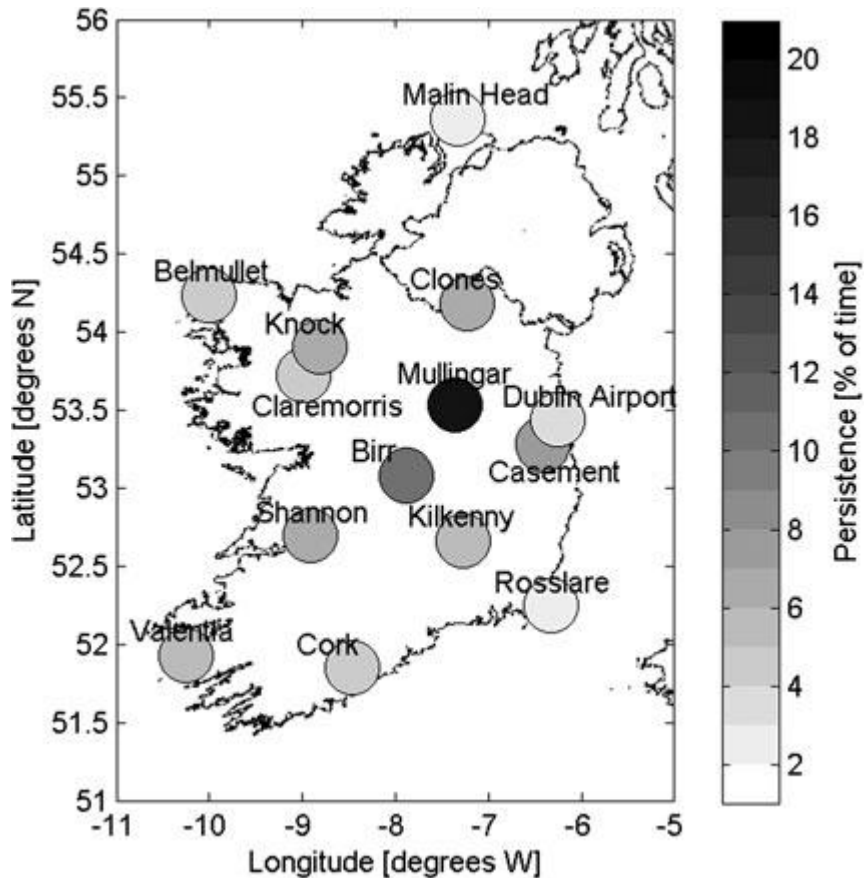 56
55.5
55
54.5
54
53.5
53
52.5
52
51.5
51
-11
-10
-9
-8
-7
-6
-5
Latitude [degrees N]
Longitude [degrees W]
Malin Head
Belmullet
Clones
Knock
Mullingar
Dublin Airport
Claremorris
Birr
Casement
Shannon
Kilkenny
Rosslare
Valentia
Cork
20
18
16
14
12
10
8
6
4
2
Persistence [% of time]